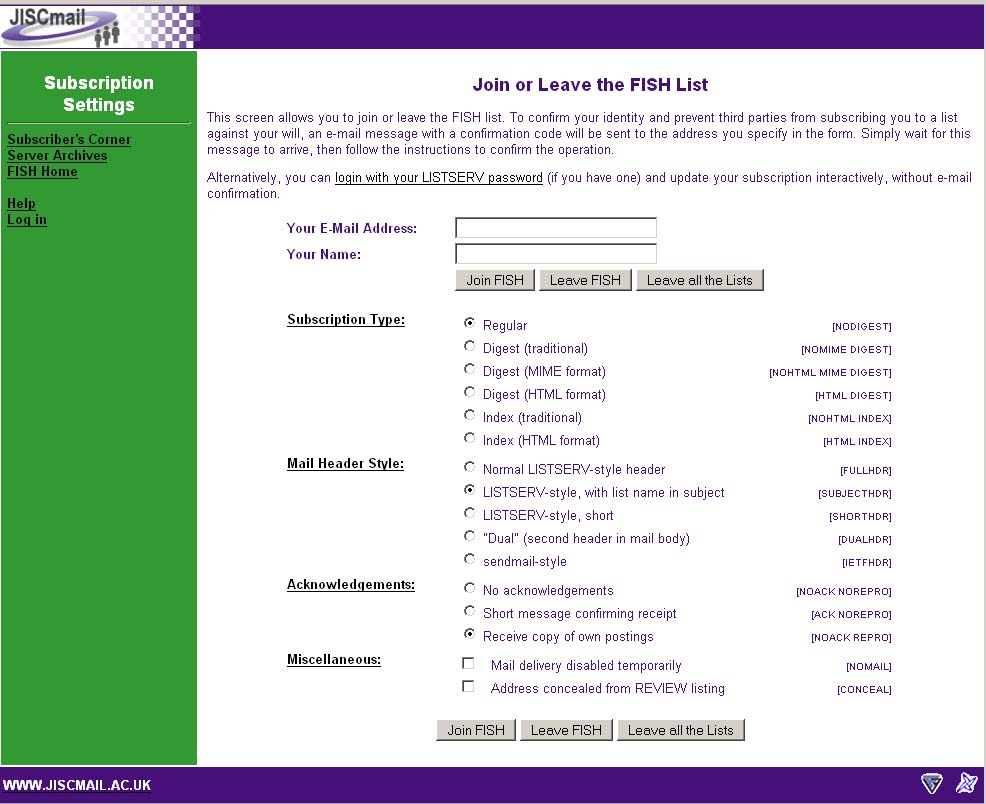 JISCmail
Subscription
Settings
Subscriber's Corner
Server Archives
FISH Home
Help
Log in
Join or Leave the FISH List
This screen allows you to join or leave the FISH list. To confirm your identity and prevent third parties from subscribing you to a list
against your will, an e-mail message with a confirmation code will be sent to the address you specify in the form. Simply wait for this
message to arrive, then follow the instructions to confirm the operation.
Alternatively, you can login with your LISTSERV password (if you have one) and update your subscription interactively, without e-mail
confirmation.
Your E-Mail Address:
Your Name:
Join FISH Leave FISH Leave all the Lists
Subscription Type: Regular [NODIGEST]
Digest (traditional) [NOMIME DIGEST]
Digest (MIME format) [NOHTML MIME DIGEST]
Digest (HTML format) [HTML DIGEST]
Index (traditional) [NOHTML INDEX]
Index (HTML format) [HTML INDEX]
Mail Header Style: Normal LISTSERV-style header [FULLHDR]
LISTSERV-style, with list name in subject [SUBJECTHDR]
LISTSERV-style, short [SHORTHDR]
"Dual" (second header in mail body) [DUALHDR]
sendmail-style [IETFHDR]
Acknowledgements: No acknowledgements [NOACK NOREPRO]
Short message confirming receipt [ACK NOREPRO]
Receive copy of own postings [NOACK REPRO]
Miscellaneous: Mail delivery disabled temporarily [NOMAIL]
Address concealed from REVIEW listing [CONCEAL]
Join FISH Leave FISH Leave all the Lists
WWW.JISCMAIL.AC.UK